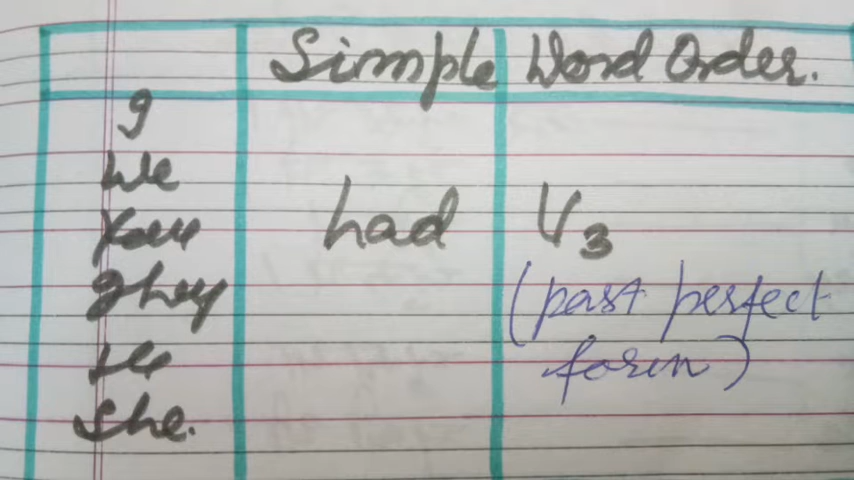 Simple Word Order.
I
We
You
They
He
She.
had
V3
(past perfect
form)